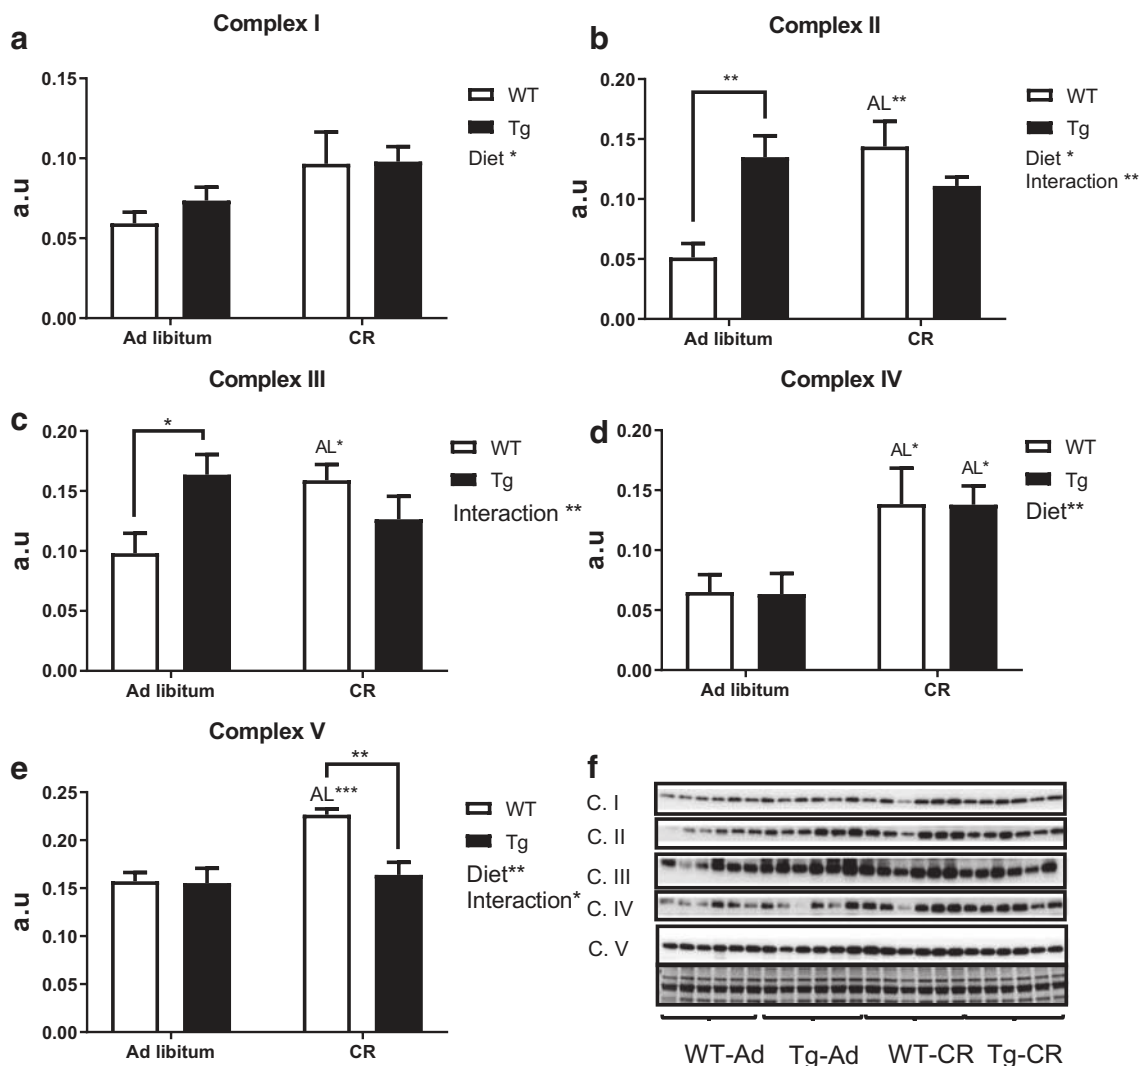 a
Complex I
a.u
0.15
0.10
0.05
0.00
Ad libitum
CR
WT
Tg
Diet *
b
Complex II
a.u
0.20
0.15
0.10
0.05
0.00
**
AL**
Ad libitum
CR
WT
Tg
Diet *
Interaction **
c
Complex III
a.u
0.20
0.15
0.10
0.05
0.00
*
AL*
Ad libitum
CR
WT
Tg
Interaction **
d
Complex IV
a.u
0.20
0.15
0.10
0.05
0.00
AL*
AL*
Ad libitum
CR
WT
Tg
Diet**
e
Complex V
a.u
0.25
0.20
0.15
0.10
0.05
0.00
AL***
**
Ad libitum
CR
WT
Tg
Diet**
Interaction*
f
C. I
C. II
C. III
C. IV
C. V
WT-Ad Tg-Ad WT-CR Tg-CR